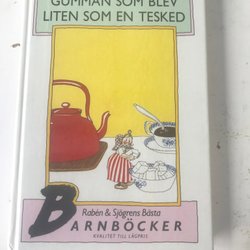 GUMMAN SOM BLEV
LITEN SOM EN TESKED
Rabén & Sjögrens Bästa
BARNBÖCKER
KVALITET TILL LÅGPRIS